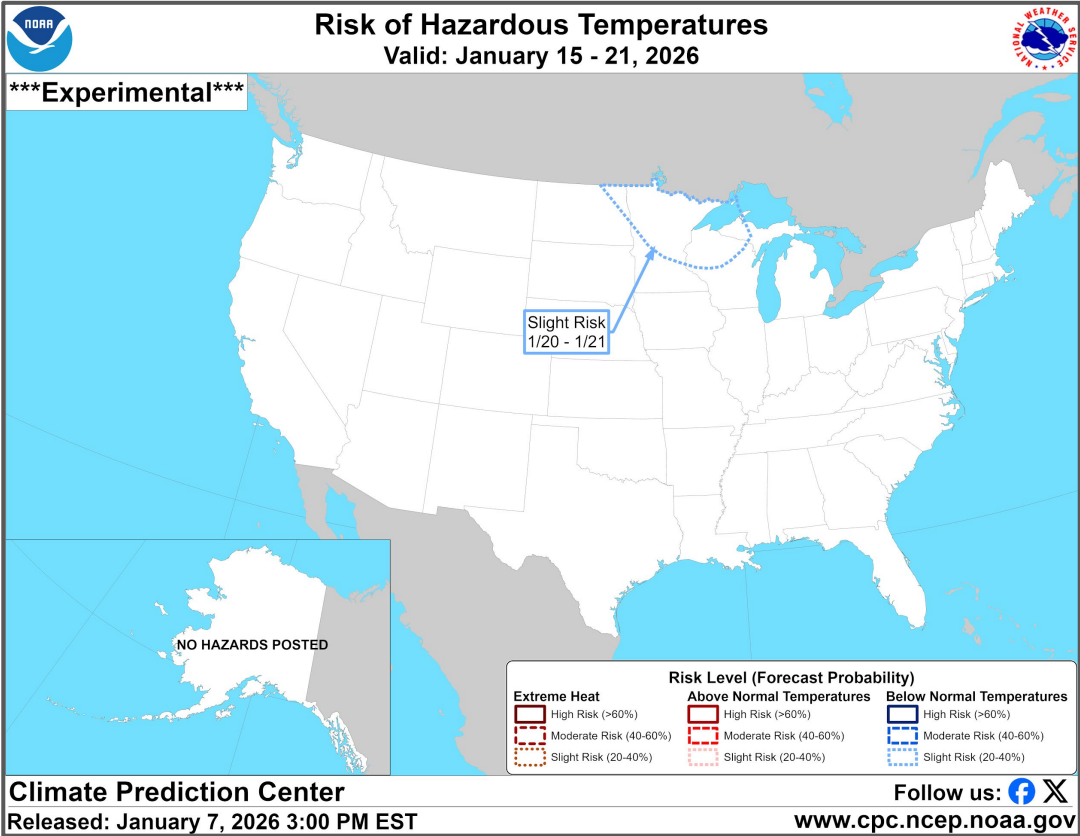 NOAA
Risk of Hazardous Temperatures
Valid: January 15 - 21, 2026
NATIONAL WEATHER SERVICE
***Experimental***
Slight Risk
1/20 - 1/21
NO HAZARDS POSTED
Risk Level (Forecast Probability)
Extreme Heat
High Risk (>60%)
Moderate Risk (40-60%)
Slight Risk (20-40%)
Above Normal Temperatures
High Risk (>60%)
Moderate Risk (40-60%)
Slight Risk (20-40%)
Below Normal Temperatures
High Risk (>60%)
Moderate Risk (40-60%)
Slight Risk (20-40%)
Climate Prediction Center
Follow us:
Released: January 7, 2026 3:00 PM EST
www.cpc.ncep.noaa.gov